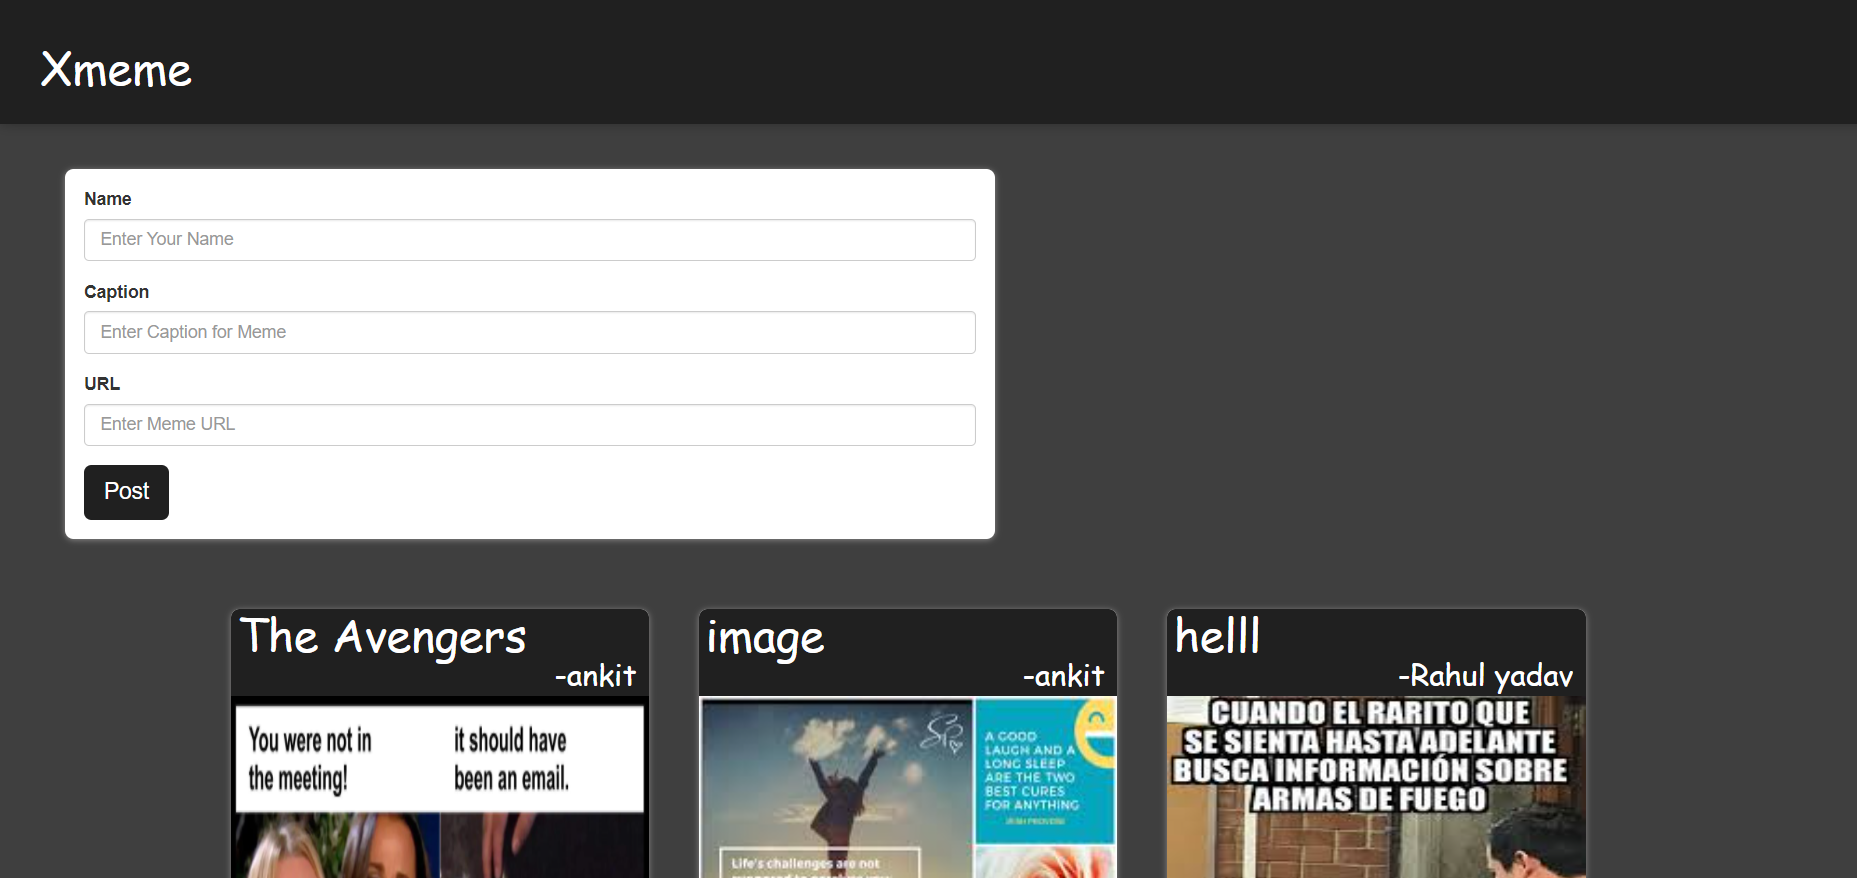 Xmeme
Name
Enter Your Name
Caption
Enter Caption for Meme
URL
Enter Meme URL
Post
The Avengers
-ankit
You were not in
the meeting!
it should have
been an email.
image
-ankit
A GOOD
LAUGH AND A
LONG SLEEP
ARE THE TWO
BEST CURES
FOR ANYTHING
IRISH PROVERB
Life's challenges are not
helll
-Rahul yadav
CUANDO EL RARITO QUE
SE SIENTA HASTA ADELANTE
BUSCA INFORMACIÓN SOBRE
ARMAS DE FUEGO